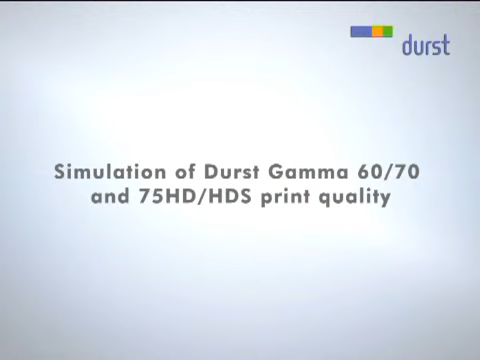 durst
Simulation of Durst Gamma 60/70
and 75HD/HDS print quality